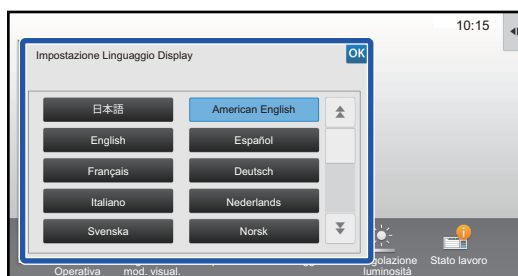 10:15
Impostazione Linguaggio Display
OK
日本語
American English
English
Español
Français
Deutsch
Italiano
Nederlands
Svenska
Norsk
Stato lavoro
Operativa
mod. visual.
luminosità